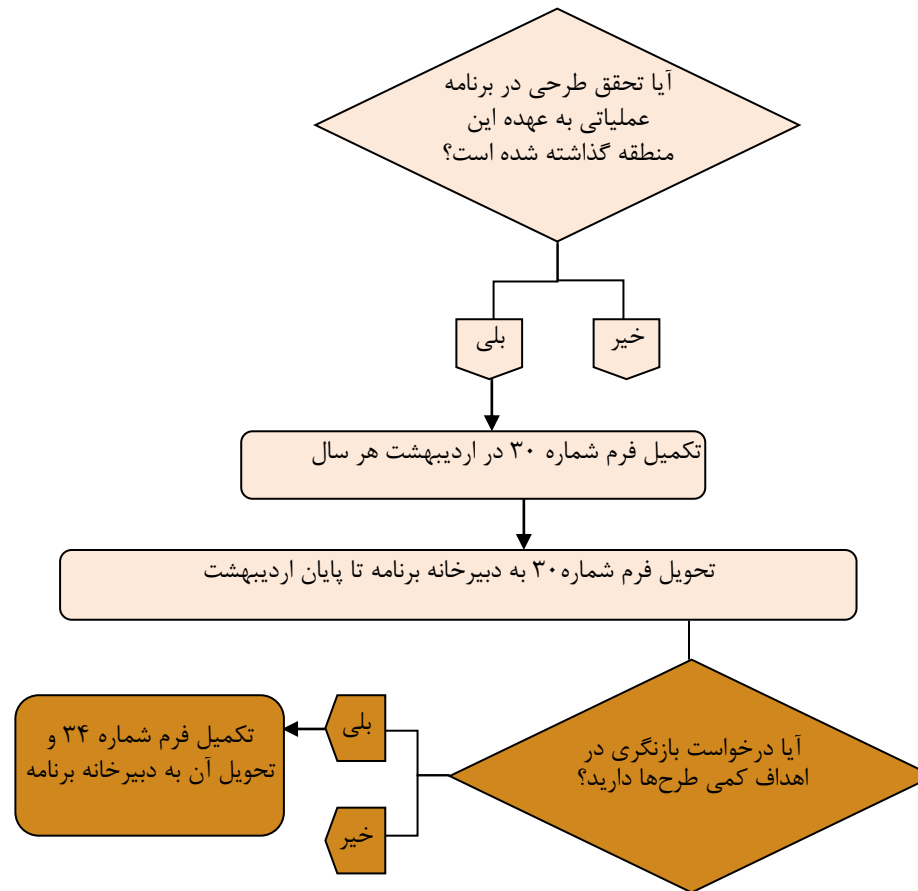 آیا تحقق طرحی در برنامه
عملیاتی به عهده این
منطقه گذاشته شده است؟
خیر
بلی
تکمیل فرم شماره ۳۰ در اردیبهشت هر سال
تحویل فرم شماره۳۰ به دبیرخانه برنامه تا پایان اردیبهشت
آیا درخواست بازنگری در
اهداف کمی طرح‌ها دارید؟
بلی
خیر
تکمیل فرم شماره ۳۴ و
تحویل آن به دبیرخانه برنامه